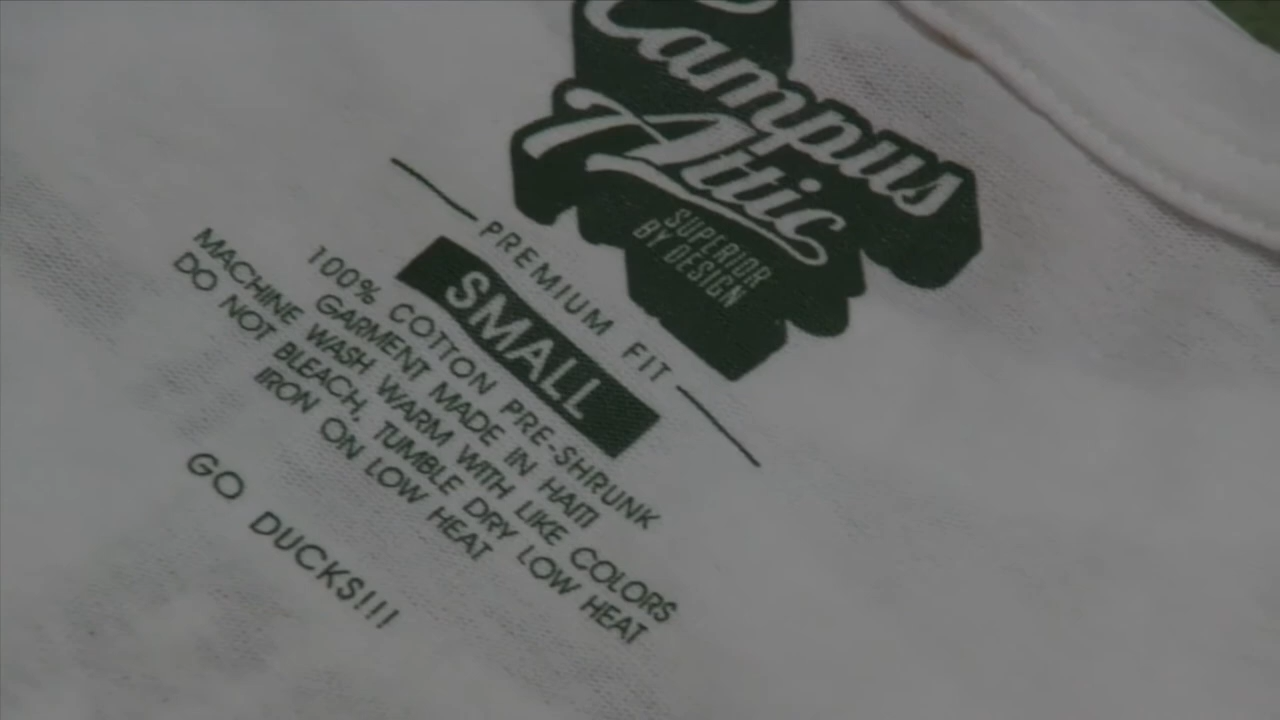 Campus
Attic
SUPERIOR
BY DESIGN
PREMIUM FIT
SMALL
100% COTTON PRE-SHRUNK
GARMENT MADE IN HAITI
MACHINE WASH WARM WITH LIKE COLORS
DO NOT BLEACH, TUMBLE DRY LOW HEAT
IRON ON LOW HEAT
GO DUCKS!!!